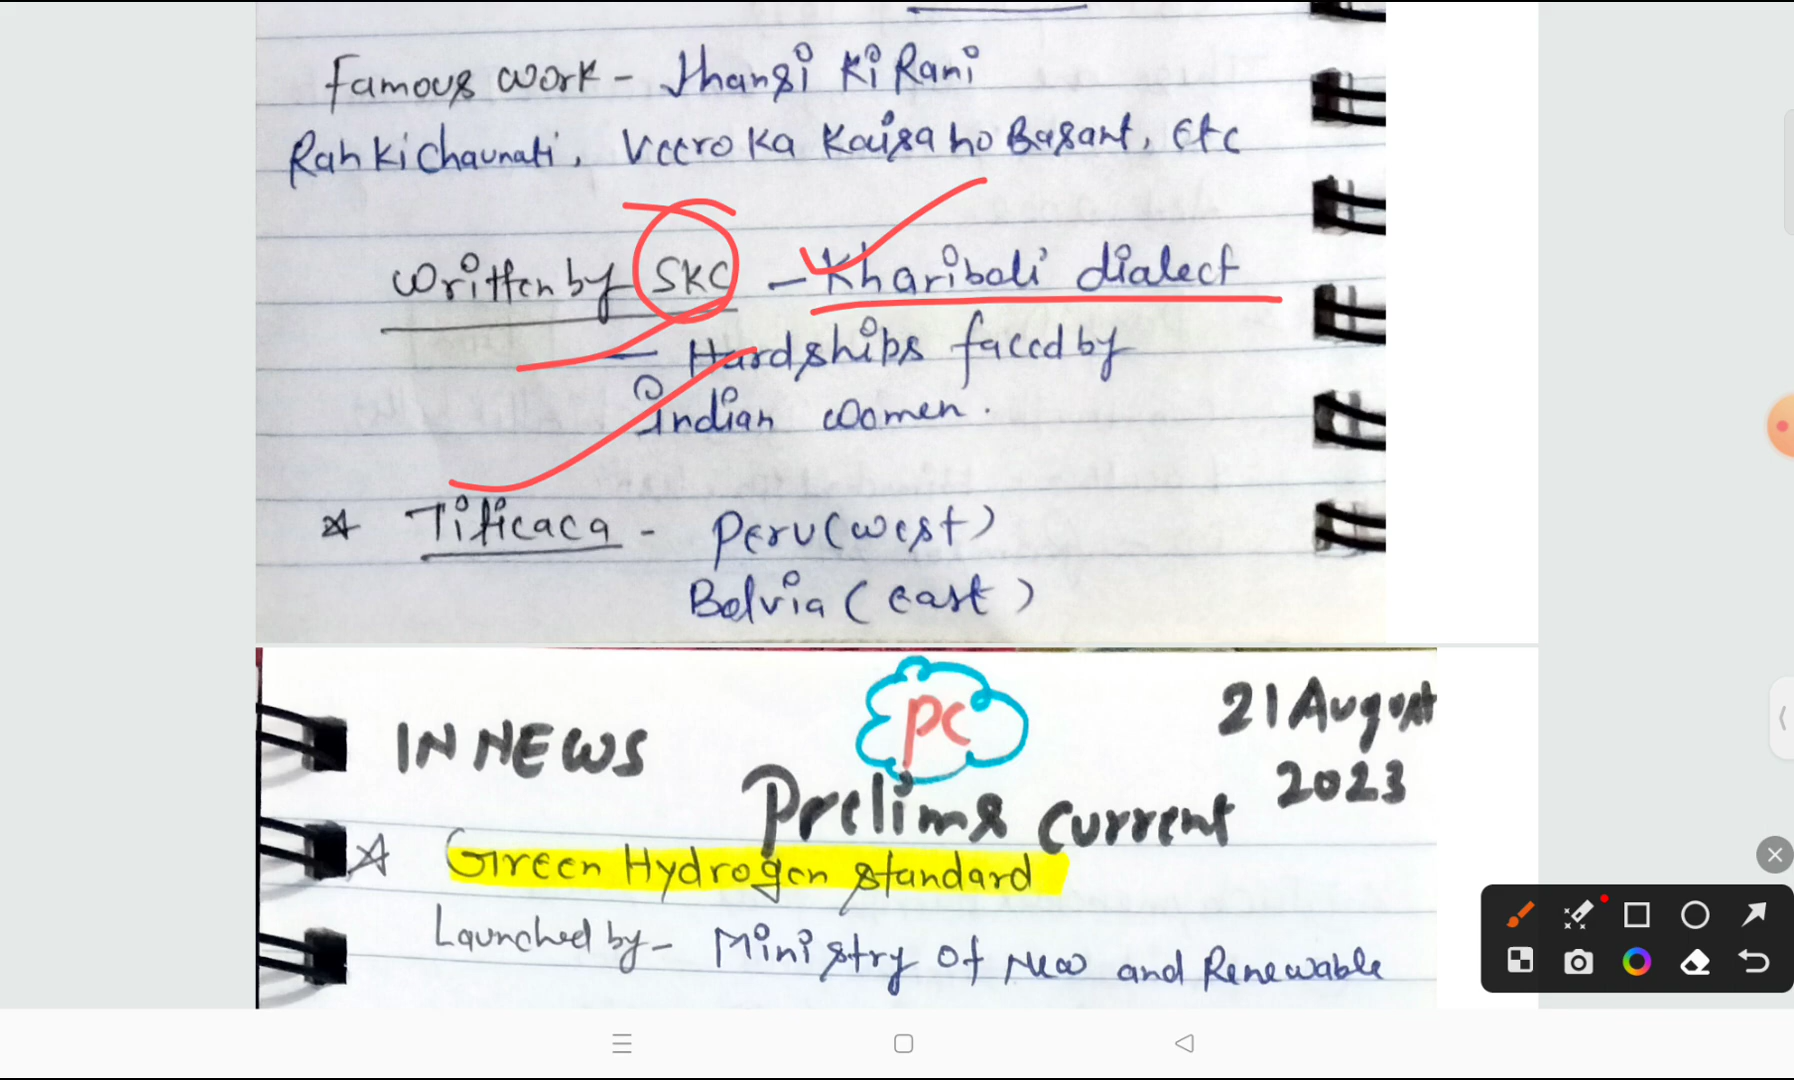 Famous work - Jhansi Ki Rani
Rah ki Chaunati, Veero Ka Kaisa ho Basant, Etc
Written by SKC - Khariboli dialect
- Hardships faced by
Indian women.
Titicaca - Peru (west)
Bolvia (east)
IN NEWS
PC
21 August
2023
Prelims Current
Green Hydrogen Standard
Launched by - Ministry of New and Renewable